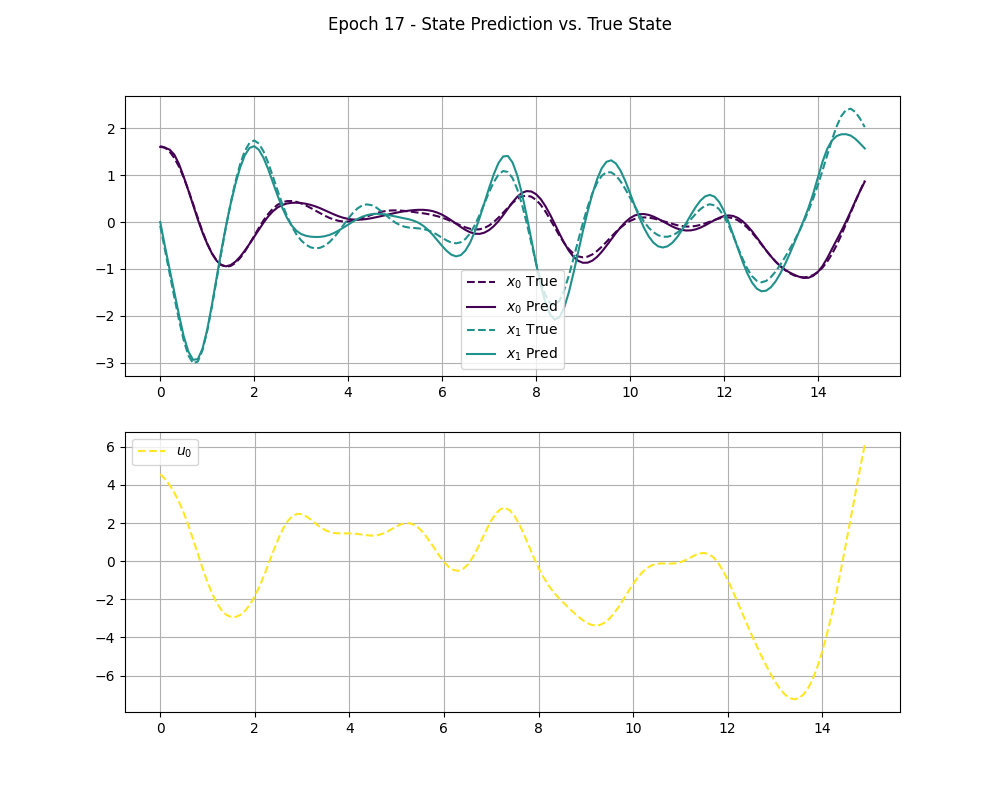 Epoch 17 - State Prediction vs. True State
2
1
0
−1
−2
−3
x₀ True
x₀ Pred
x₁ True
x₁ Pred
0 2 4 6 8 10 12 14
6
4
2
0
−2
−4
−6
u₀
0 2 4 6 8 10 12 14